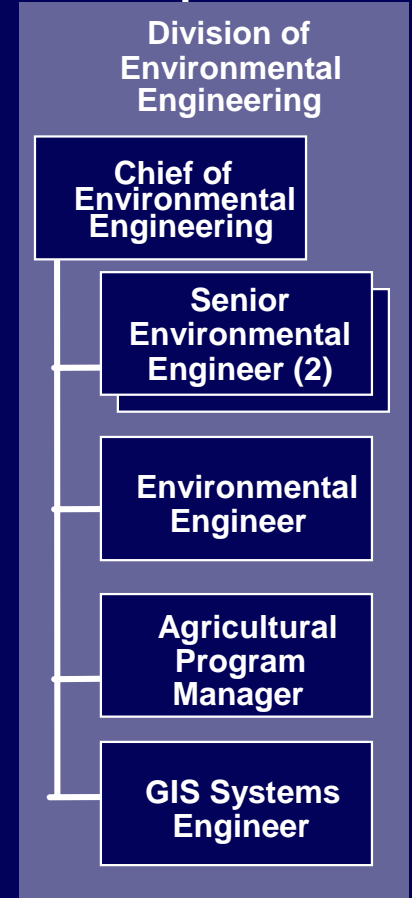 Division of
Environmental
Engineering
Chief of
Environmental
Engineering
Senior
Environmental
Engineer (2)
Environmental
Engineer
Agricultural
Program
Manager
GIS Systems
Engineer